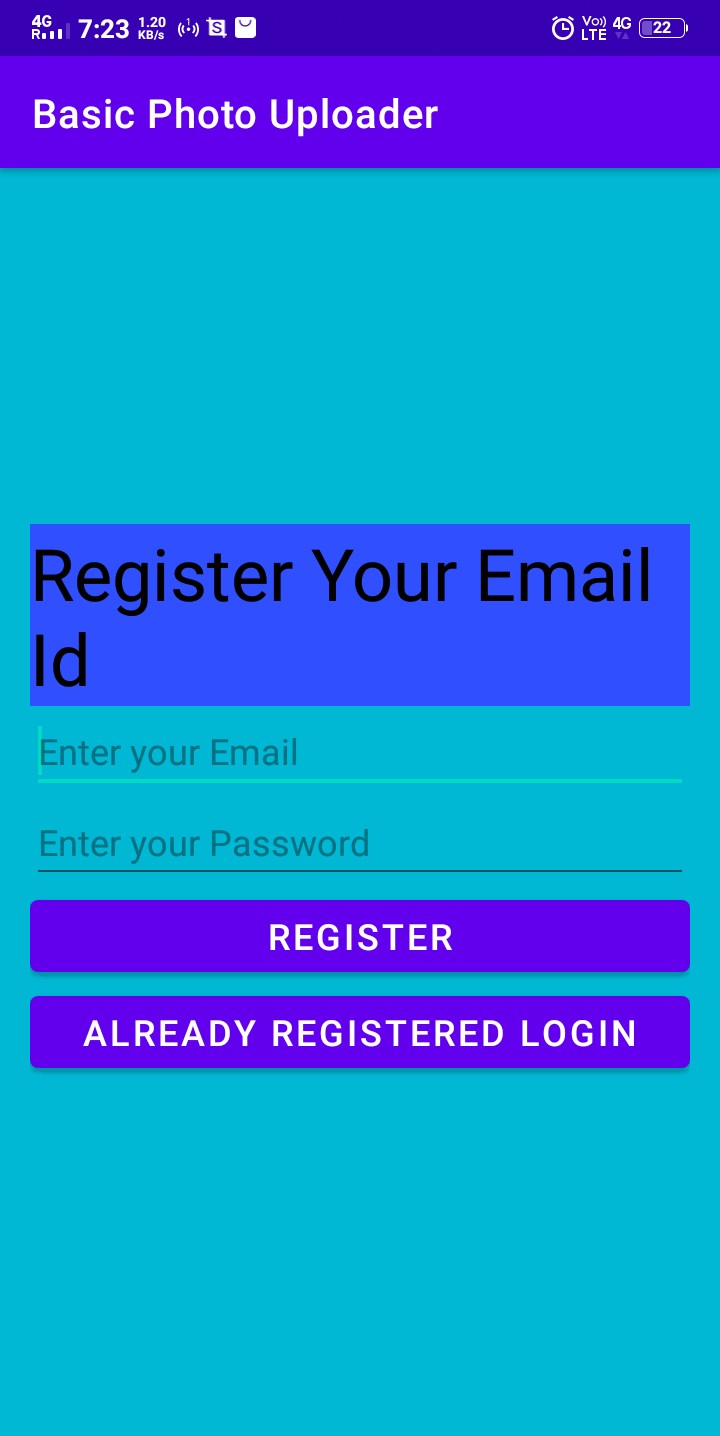 4G
R 7:23 1.20 KB/s 1 S Vo)) LTE 4G 22
Basic Photo Uploader
Register Your Email
Id
Enter your Email
Enter your Password
REGISTER
ALREADY REGISTERED LOGIN